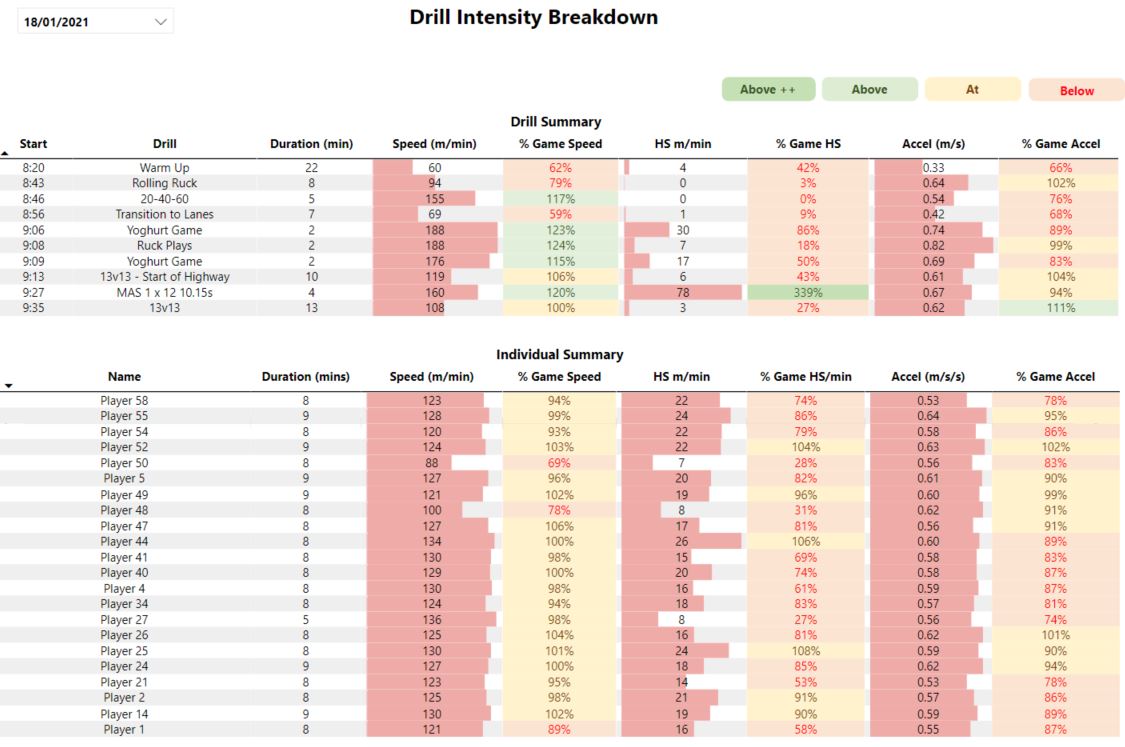 18/01/2021
Drill Intensity Breakdown
Above ++ Above At Below
Drill Summary
Start Drill Duration (min) Speed (m/min) % Game Speed HS m/min % Game HS Accel (m/s) % Game Accel
8:20 Warm Up 22 60 62% 4 42% 0.33 66%
8:43 Rolling Ruck 8 94 79% 0 3% 0.64 102%
8:46 20-40-60 5 155 117% 0 0% 0.54 76%
8:56 Transition to Lanes 7 69 59% 1 9% 0.42 68%
9:06 Yoghurt Game 2 188 123% 30 86% 0.74 89%
9:08 Ruck Plays 2 188 124% 7 18% 0.82 99%
9:09 Yoghurt Game 2 176 115% 17 50% 0.69 83%
9:13 13v13 - Start of Highway 10 119 106% 6 43% 0.61 104%
9:27 MAS 1 x 12 10.15s 4 160 120% 78 339% 0.67 94%
9:35 13v13 13 108 100% 3 27% 0.62 111%
Individual Summary
Name Duration (mins) Speed (m/min) % Game Speed HS m/min % Game HS/min Accel (m/s/s) % Game Accel
Player 58 8 123 94% 22 74% 0.53 78%
Player 55 9 128 99% 24 86% 0.64 95%
Player 54 8 120 93% 22 79% 0.58 86%
Player 52 9 124 103% 22 104% 0.63 102%
Player 50 8 88 69% 7 28% 0.56 83%
Player 5 9 127 96% 20 82% 0.61 90%
Player 49 9 121 102% 19 96% 0.60 99%
Player 48 8 100 78% 8 31% 0.62 91%
Player 47 8 127 106% 17 81% 0.56 91%
Player 44 8 134 100% 26 106% 0.60 89%
Player 41 8 130 98% 15 69% 0.58 83%
Player 40 8 129 100% 20 74% 0.58 87%
Player 4 8 130 98% 16 61% 0.59 87%
Player 34 8 124 94% 18 83% 0.57 81%
Player 27 5 136 98% 8 27% 0.56 74%
Player 26 8 125 104% 16 81% 0.62 101%
Player 25 8 130 101% 24 108% 0.59 90%
Player 24 9 127 100% 18 85% 0.62 94%
Player 21 8 123 95% 14 53% 0.53 78%
Player 2 8 125 98% 21 91% 0.57 86%
Player 14 9 130 102% 19 90% 0.59 89%
Player 1 8 121 89% 16 58% 0.55 87%